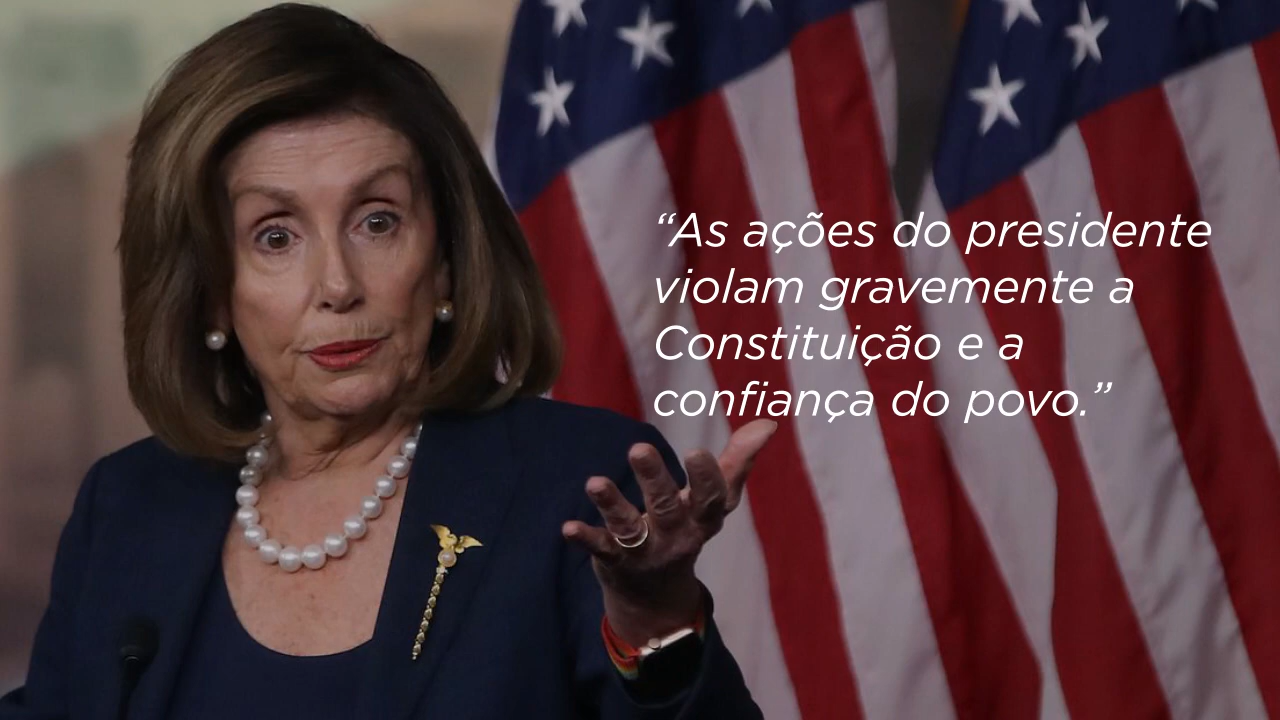 “As ações do presidente
violam gravemente a
Constituição e a
confiança do povo.”